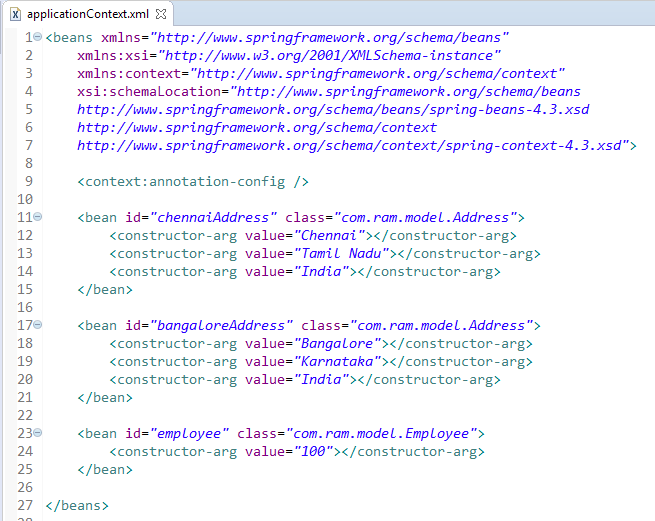 applicationContext.xml
1 <beans xmlns="http://www.springframework.org/schema/beans"
2     xmlns:xsi="http://www.w3.org/2001/XMLSchema-instance"
3     xmlns:context="http://www.springframework.org/schema/context"
4     xsi:schemaLocation="http://www.springframework.org/schema/beans
5     http://www.springframework.org/schema/beans/spring-beans-4.3.xsd
6     http://www.springframework.org/schema/context
7     http://www.springframework.org/schema/context/spring-context-4.3.xsd">
8
9     <context:annotation-config />
10
11     <bean id="chennaiAddress" class="com.ram.model.Address">
12         <constructor-arg value="Chennai"></constructor-arg>
13         <constructor-arg value="Tamil Nadu"></constructor-arg>
14         <constructor-arg value="India"></constructor-arg>
15     </bean>
16
17     <bean id="bangaloreAddress" class="com.ram.model.Address">
18         <constructor-arg value="Bangalore"></constructor-arg>
19         <constructor-arg value="Karnataka"></constructor-arg>
20         <constructor-arg value="India"></constructor-arg>
21     </bean>
22
23     <bean id="employee" class="com.ram.model.Employee">
24         <constructor-arg value="100"></constructor-arg>
25     </bean>
26
27 </beans>